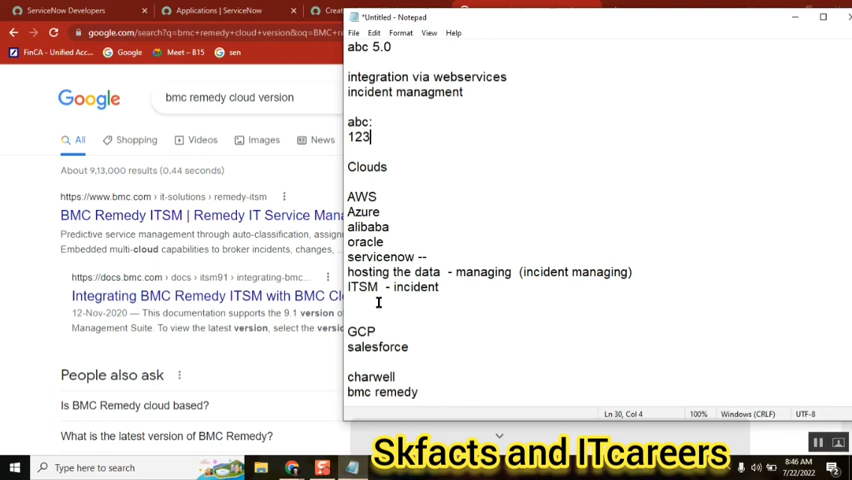 ServiceNow Developers
Applications | ServiceNow
Crea
google.com/search?q=bmc+remedy+cloud+version&oq=BMC+re
FinCA - Unified Acc...
Google
Meet – B15
sen
Google
bmc remedy cloud version
All
Shopping
Videos
Images
News
About 9,13,000 results (0.44 seconds)
https://www.bmc.com › it-solutions › remedy-itsm
BMC Remedy ITSM | Remedy IT Service Mana
Predictive service management through auto-classification, assign
Embedded multi-cloud capabilities to broker incidents, changes,
https://docs.bmc.com › docs › itsm91 › integrating-bmc...
Integrating BMC Remedy ITSM with BMC Cl
12-Nov-2020 — This documentation supports the 9.1 version of
Management Suite. To view the latest version, select the version
People also ask
Is BMC Remedy cloud based?
What is the latest version of BMC Remedy?
*Untitled - Notepad
File Edit Format View Help
abc 5.0
integration via webservices
incident managment
abc:
123
Clouds
AWS
Azure
alibaba
oracle
servicenow --
hosting the data - managing (incident managing)
ITSM - incident
GCP
salesforce
charwell
bmc remedy
Ln 30, Col 4
100%
Windows (CRLF)
UTF-8
Skfacts and ITcareers
Type here to search
8:46 AM
7/22/2022
2